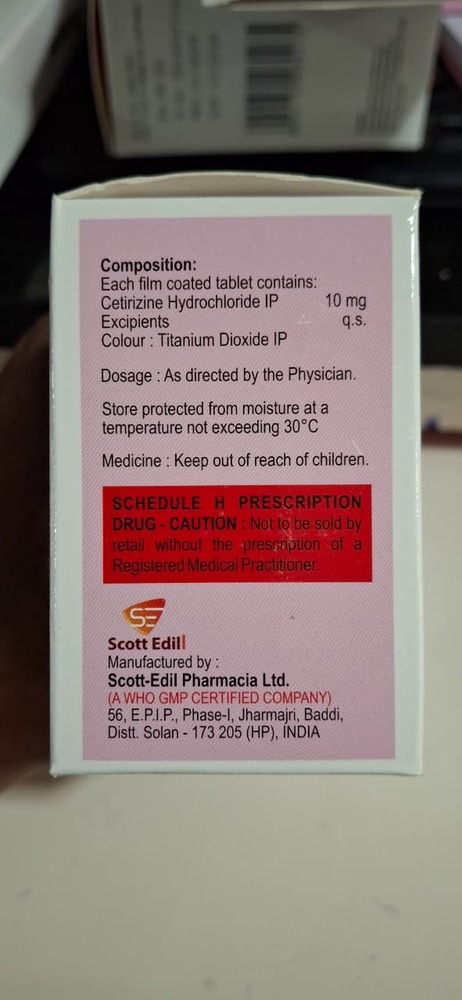 Composition:
Each film coated tablet contains:
Cetirizine Hydrochloride IP 10 mg
Excipients q.s.
Colour : Titanium Dioxide IP
Dosage : As directed by the Physician.
Store protected from moisture at a
temperature not exceeding 30°C
Medicine : Keep out of reach of children.
SCHEDULE H PRESCRIPTION
DRUG - CAUTION : Not to be sold by
retail without the prescription of a
Registered Medical Practitioner.
SE
Scott Edill
Manufactured by :
Scott-Edil Pharmacia Ltd.
(A WHO GMP CERTIFIED COMPANY)
56, E.P.I.P., Phase-I, Jharmajri, Baddi,
Distt. Solan - 173 205 (HP), INDIA